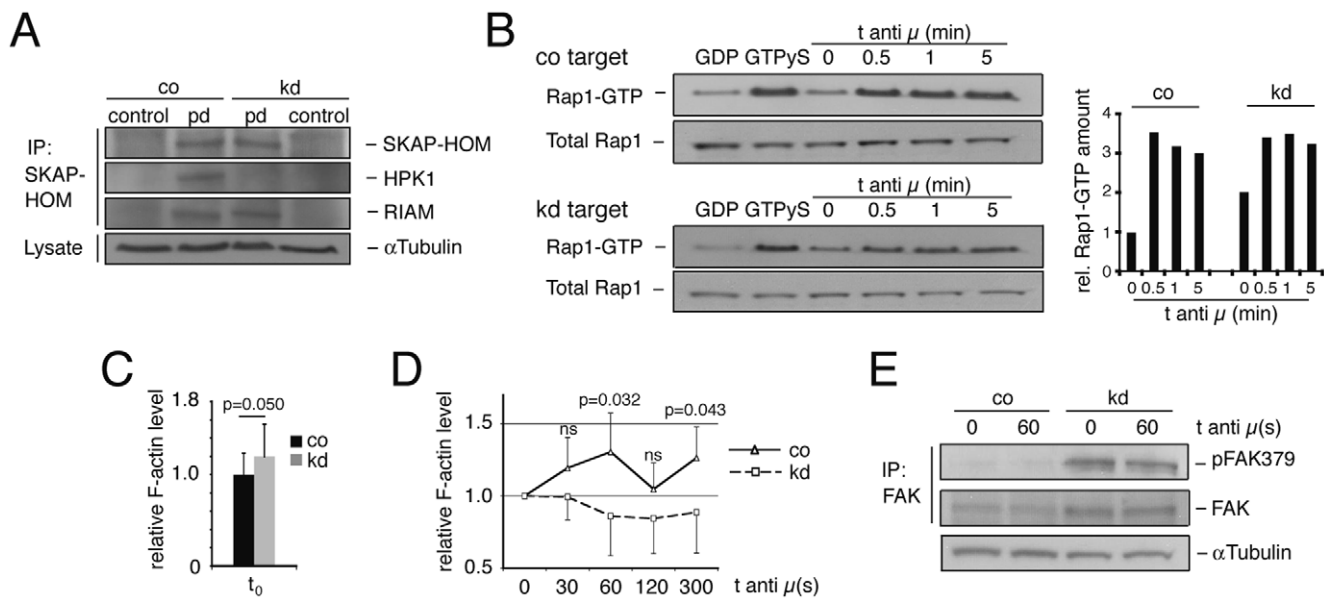 A
co kd
control pd pd control
IP:
SKAP-
HOM
– SKAP-HOM
– HPK1
– RIAM
Lysate
– αTubulin
B
t anti µ (min)
co target GDP GTPyS 0 0.5 1 5
Rap1-GTP –
Total Rap1 –
t anti µ (min)
kd target GDP GTPyS 0 0.5 1 5
Rap1-GTP –
Total Rap1 –
co kd
rel. Rap1-GTP amount
4
3
2
1
0
0 0.5 1 5 0 0.5 1 5
t anti µ (min)
C
relative F-actin level
1.8
1.0
0
p=0.050
co
kd
t0
D
relative F-actin level
1.5
1.0
0.5
ns
p=0.032
ns
p=0.043
co
kd
0 30 60 120 300 t anti µ(s)
E
co kd
0 60 0 60 t anti µ(s)
IP:
FAK
– pFAK379
– FAK
– αTubulin